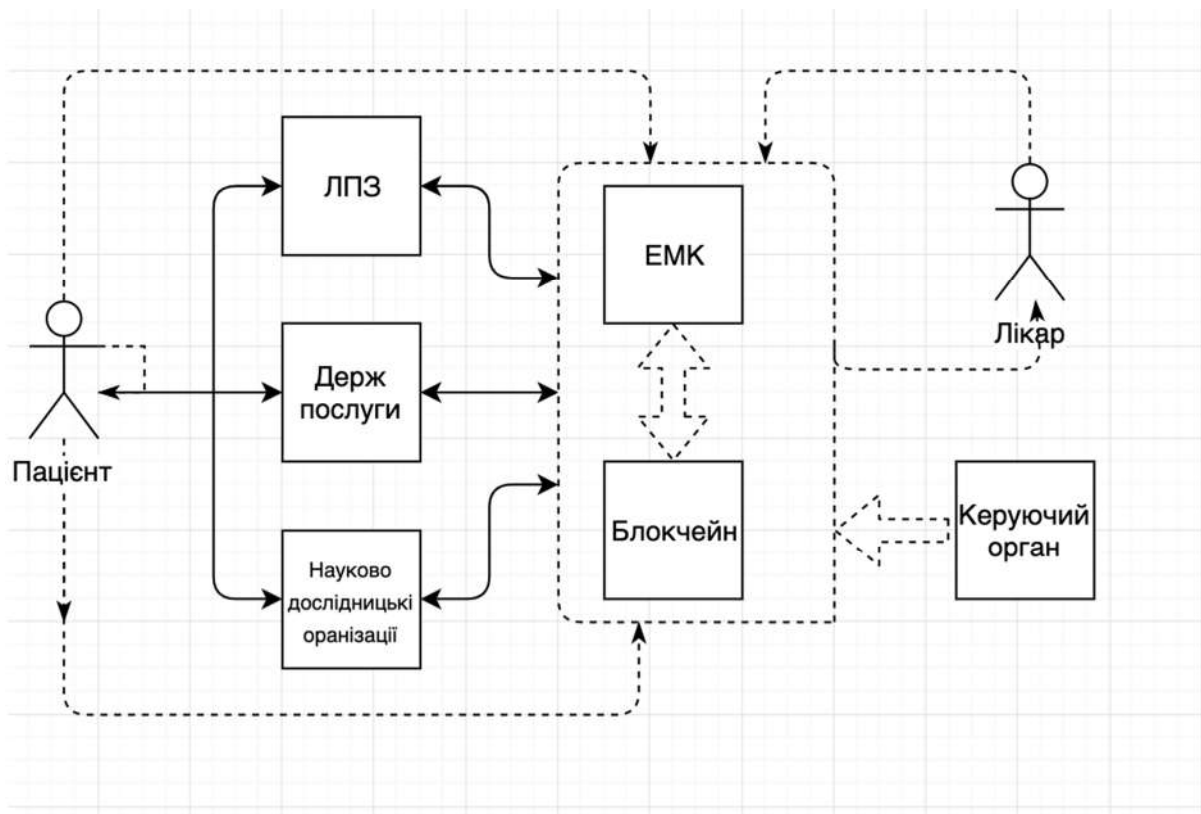 ЛПЗ
ЕМК
Лікар
Держ
послуги
Пацієнт
Блокчейн
Керуючий
орган
Науково
дослідницькі
оранізації